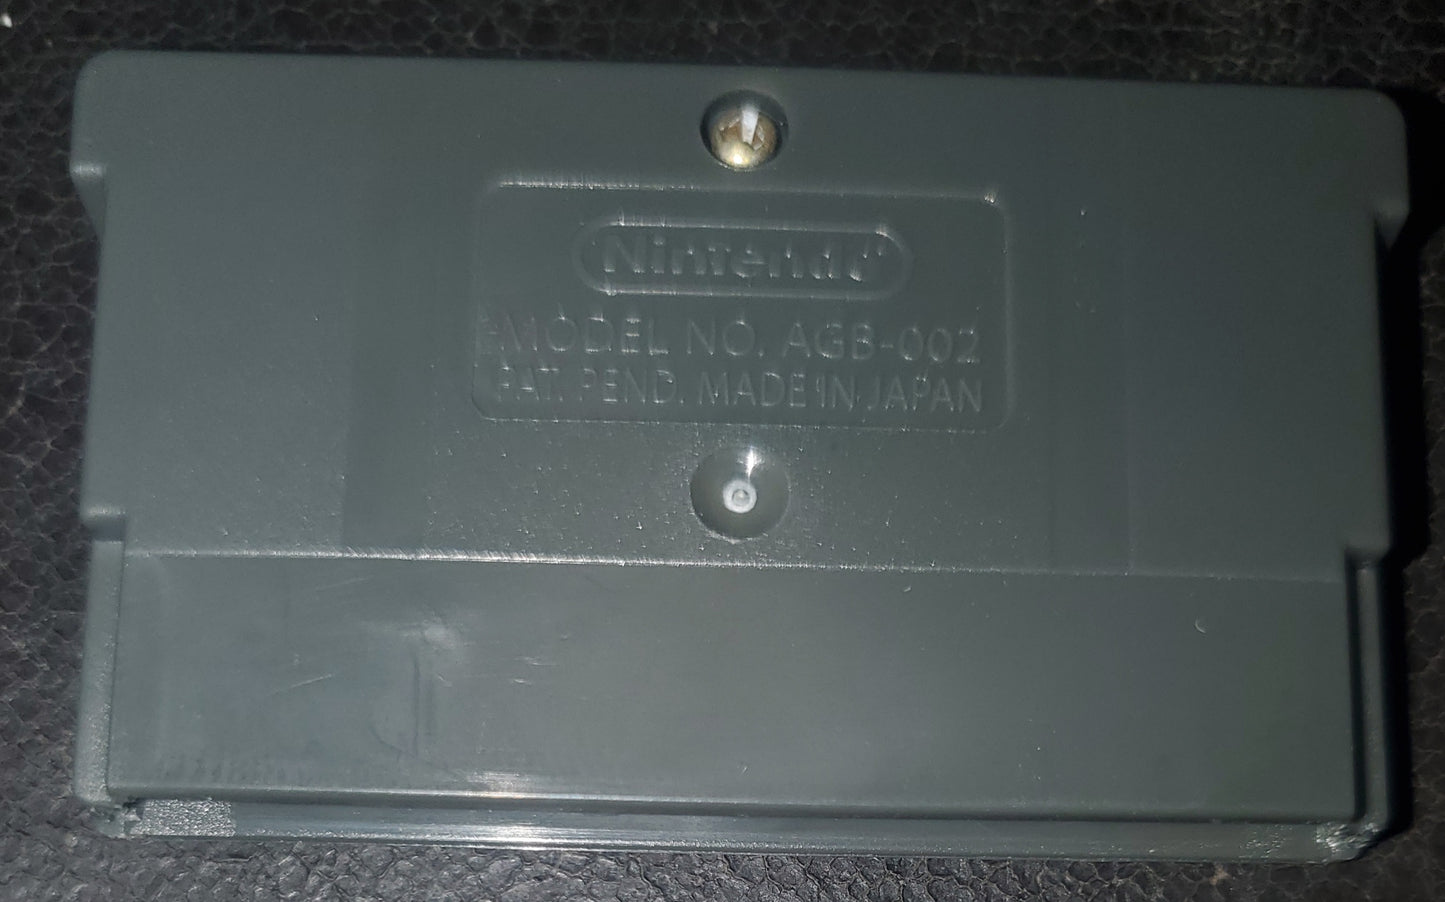 Nintendo
MODEL NO. AGB-002
PAT. PEND. MADE IN JAPAN